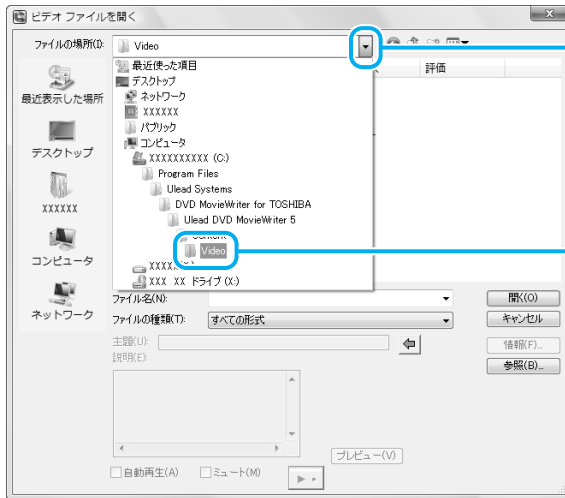 ビデオ ファイルを開く
ファイルの場所(I):
Video
最近使った項目
デスクトップ
ネットワーク
XXXXXX
パブリック
コンピュータ
XXXXXXXXXX (C:)
Program Files
Ulead Systems
DVD MovieWriter for TOSHIBA
Ulead DVD MovieWriter 5
Content
Video
XXX XX ドライブ (X:)
評価
最近表示した場所
デスクトップ
XXXXXX
コンピュータ
ネットワーク
ファイル名(N):
開く(O)
ファイルの種類(T):
すべての形式
キャンセル
主題(U):
情報(F)...
説明(E):
参照(B)...
プレビュー(V)
自動再生(A)
ミュート(M)